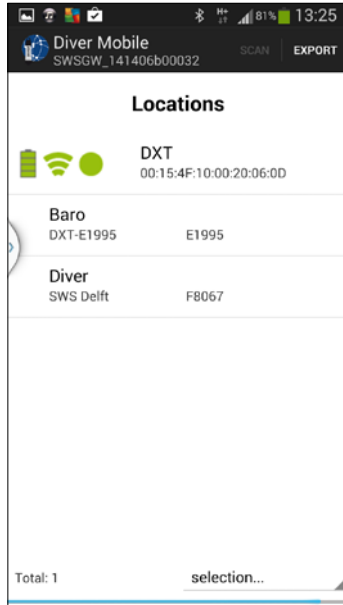 H+ 81% 13:25
Diver Mobile
SWSGW_141406b00032
SCAN EXPORT
Locations
DXT
00:15:4F:10:00:20:06:0D
Baro
DXT-E1995 E1995
Diver
SWS Delft F8067
Total: 1 selection...